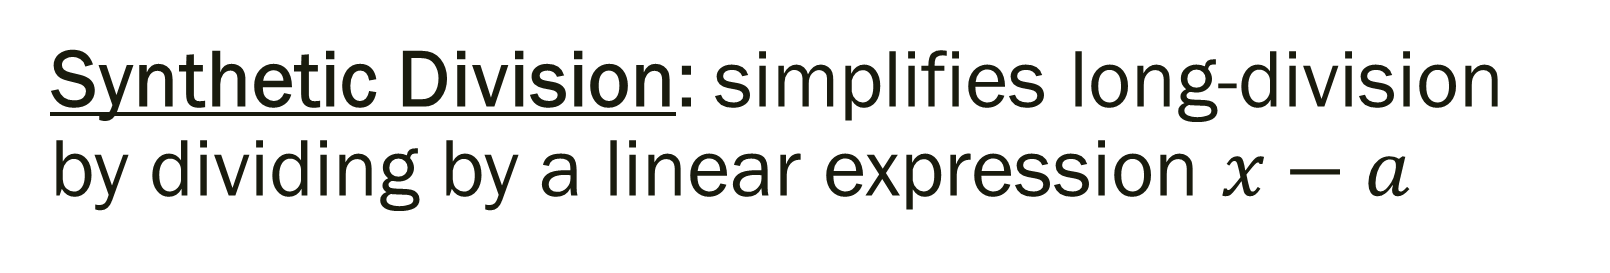 Synthetic Division: simplifies long-division
by dividing by a linear expression x − a